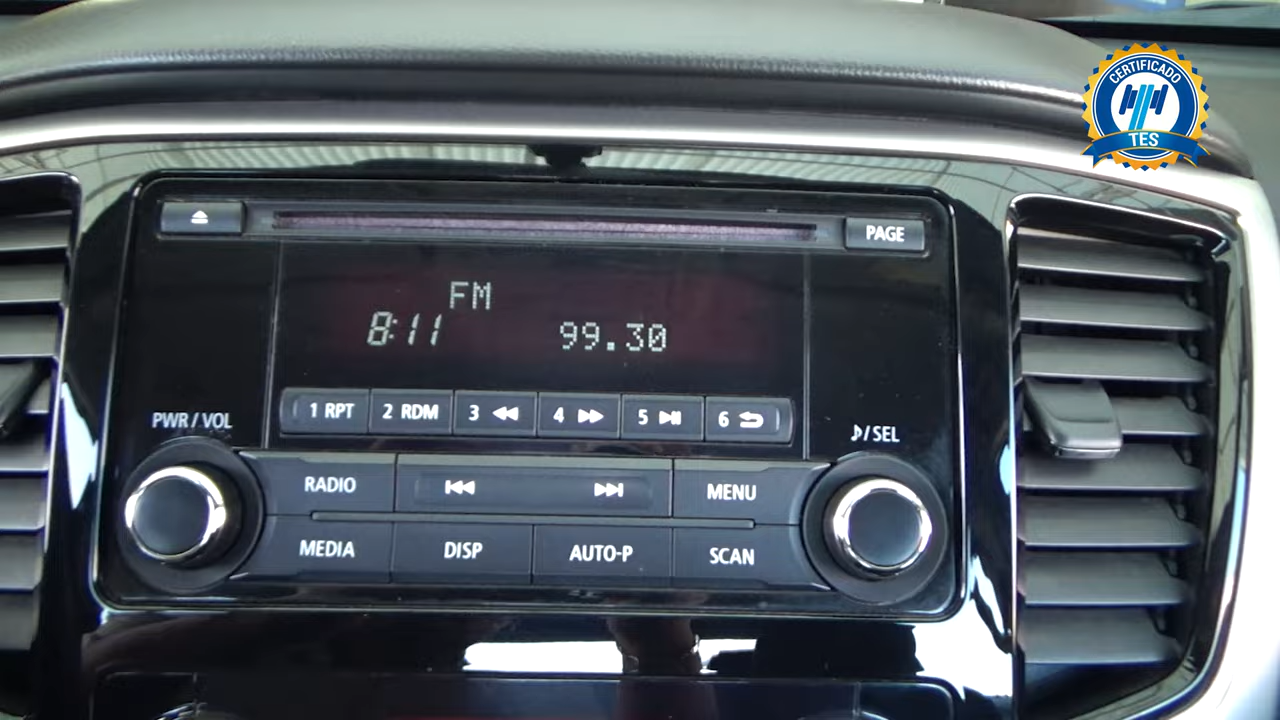 CERTIFICADO
TES
PAGE
FM
8:11 99.30
1 RPT 2 RDM 3 4 5 6
PWR / VOL
♪/SEL
RADIO
MENU
MEDIA DISP AUTO-P SCAN